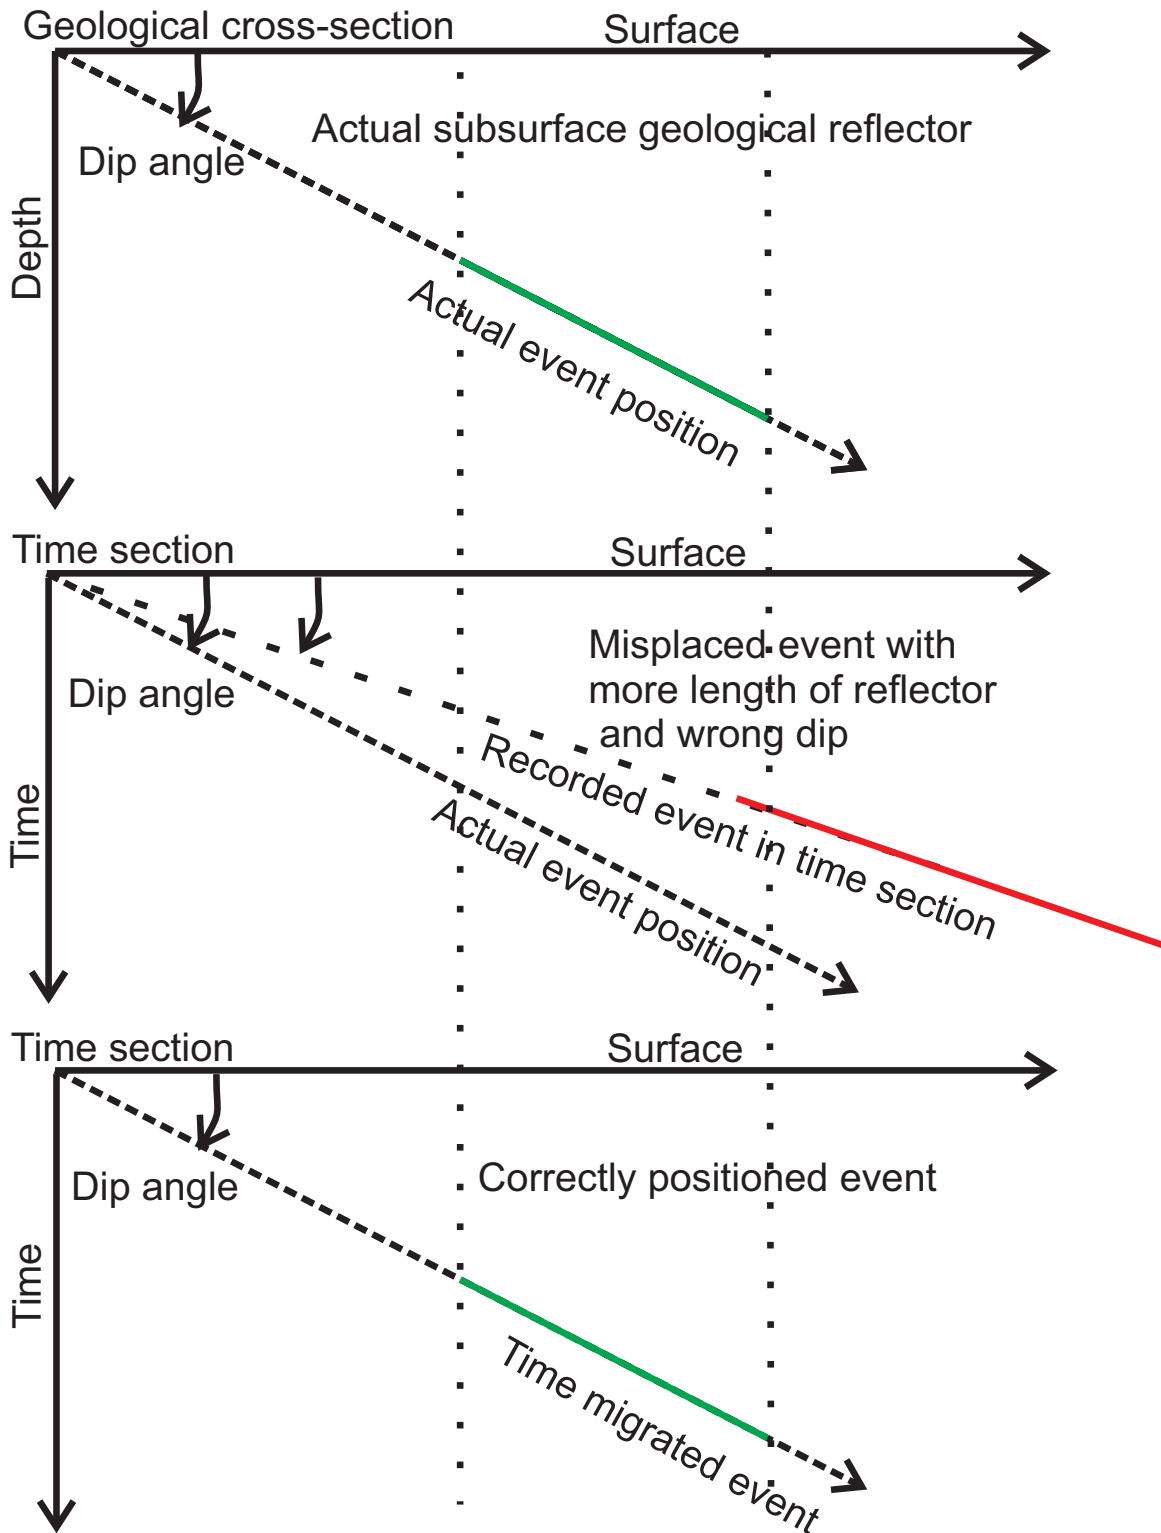 Geological cross-section
Surface
Actual subsurface geological reflector
Dip angle
Depth
Actual event position
Time section
Surface
Misplaced event with
more length of reflector
and wrong dip
Dip angle
Recorded event in time section
Time
Actual event position
Time section
Surface
Correctly positioned event
Dip angle
Time
Time migrated event